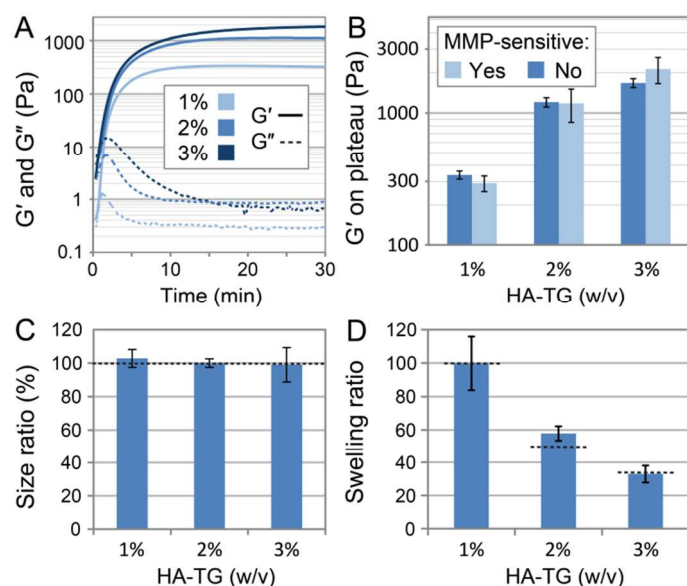 A
G′ and G″ (Pa)
1000
100
10
1
0.1
1%
2%
3%
G′
G″
0
10
20
30
Time (min)
B
G′ on plateau (Pa)
3000
1000
300
100
MMP-sensitive:
Yes
No
1%
2%
3%
HA-TG (w/v)
C
Size ratio (%)
120
100
80
60
40
20
0
1%
2%
3%
HA-TG (w/v)
D
Swelling ratio
120
100
80
60
40
20
0
1%
2%
3%
HA-TG (w/v)